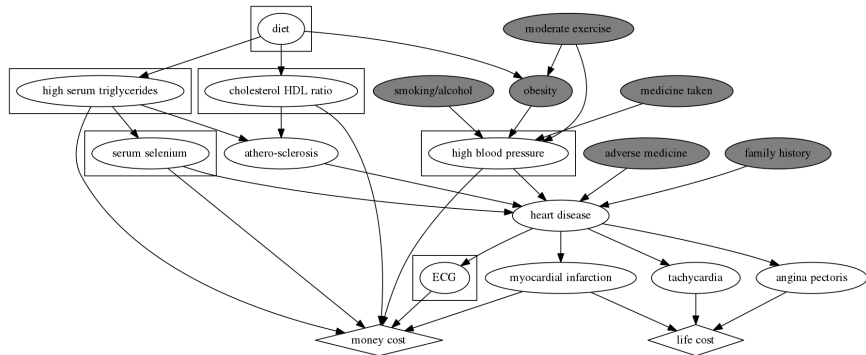 diet
moderate exercise
high serum triglycerides
cholesterol HDL ratio
smoking/alcohol
obesity
medicine taken
serum selenium
athero-sclerosis
high blood pressure
adverse medicine
family history
heart disease
ECG
myocardial infarction
tachycardia
angina pectoris
money cost
life cost